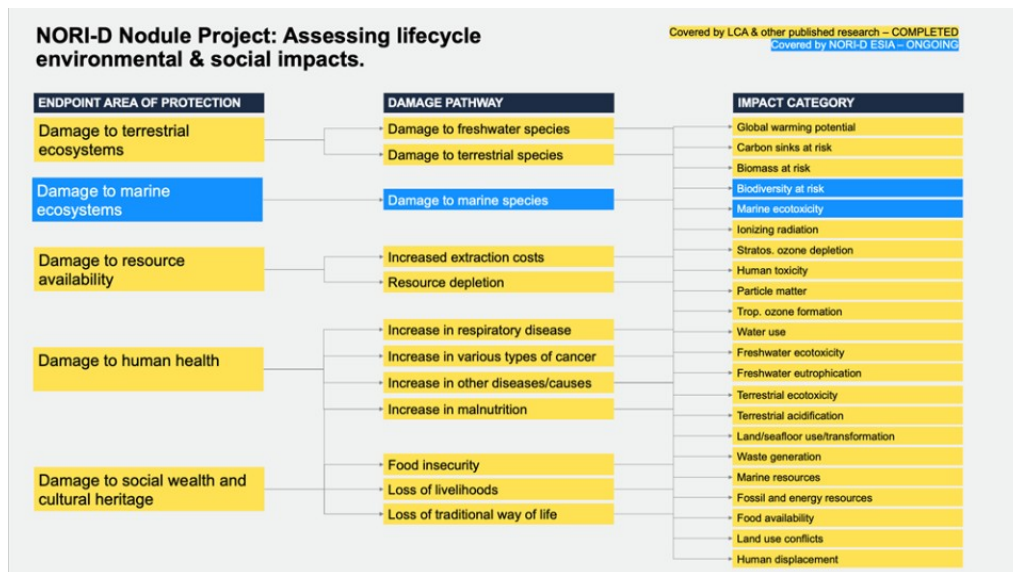 NORI-D Nodule Project: Assessing lifecycle
environmental & social impacts.
Covered by LCA & other published research – COMPLETED
Covered by NORI-D ESIA – ONGOING
ENDPOINT AREA OF PROTECTION
Damage to terrestrial
ecosystems
Damage to marine
ecosystems
Damage to resource
availability
Damage to human health
Damage to social wealth and
cultural heritage
DAMAGE PATHWAY
Damage to freshwater species
Damage to terrestrial species
Damage to marine species
Increased extraction costs
Resource depletion
Increase in respiratory disease
Increase in various types of cancer
Increase in other diseases/causes
Increase in malnutrition
Food insecurity
Loss of livelihoods
Loss of traditional way of life
IMPACT CATEGORY
Global warming potential
Carbon sinks at risk
Biomass at risk
Biodiversity at risk
Marine ecotoxicity
Ionizing radiation
Stratos. ozone depletion
Human toxicity
Particle matter
Trop. ozone formation
Water use
Freshwater ecotoxicity
Freshwater eutrophication
Terrestrial ecotoxicity
Terrestrial acidification
Land/seafloor use/transformation
Waste generation
Marine resources
Fossil and energy resources
Food availability
Land use conflicts
Human displacement